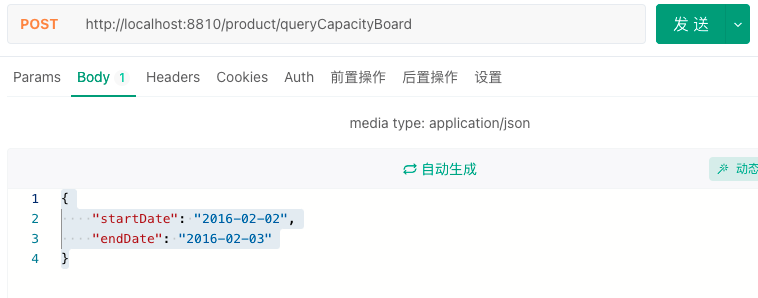 POST http://localhost:8810/product/queryCapacityBoard 发 送
Params Body 1 Headers Cookies Auth 前置操作 后置操作 设置
media type: application/json
自动生成 动态
1 {
2 "startDate": "2016-02-02",
3 "endDate": "2016-02-03"
4 }